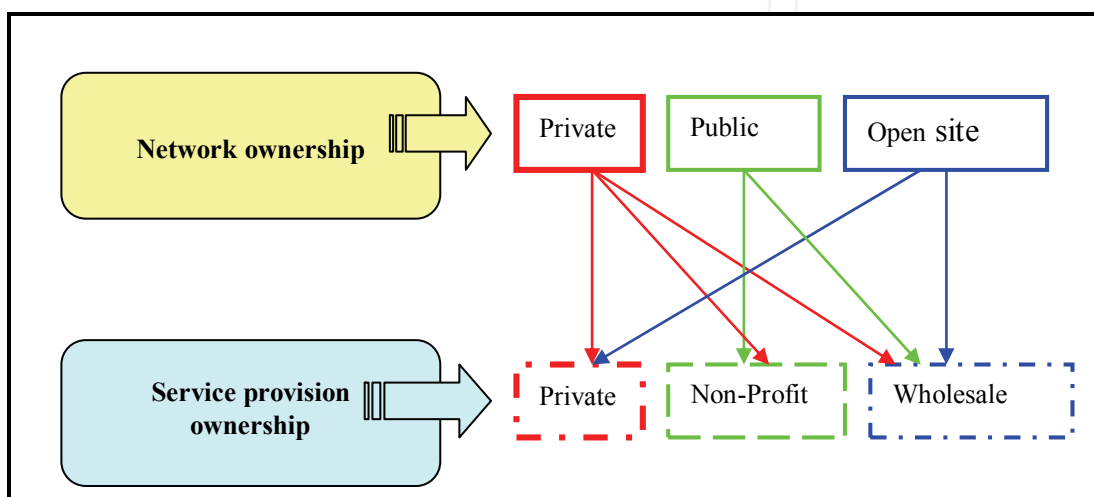 Network ownership
Private
Public
Open site
Service provision
ownership
Private
Non-Profit
Wholesale